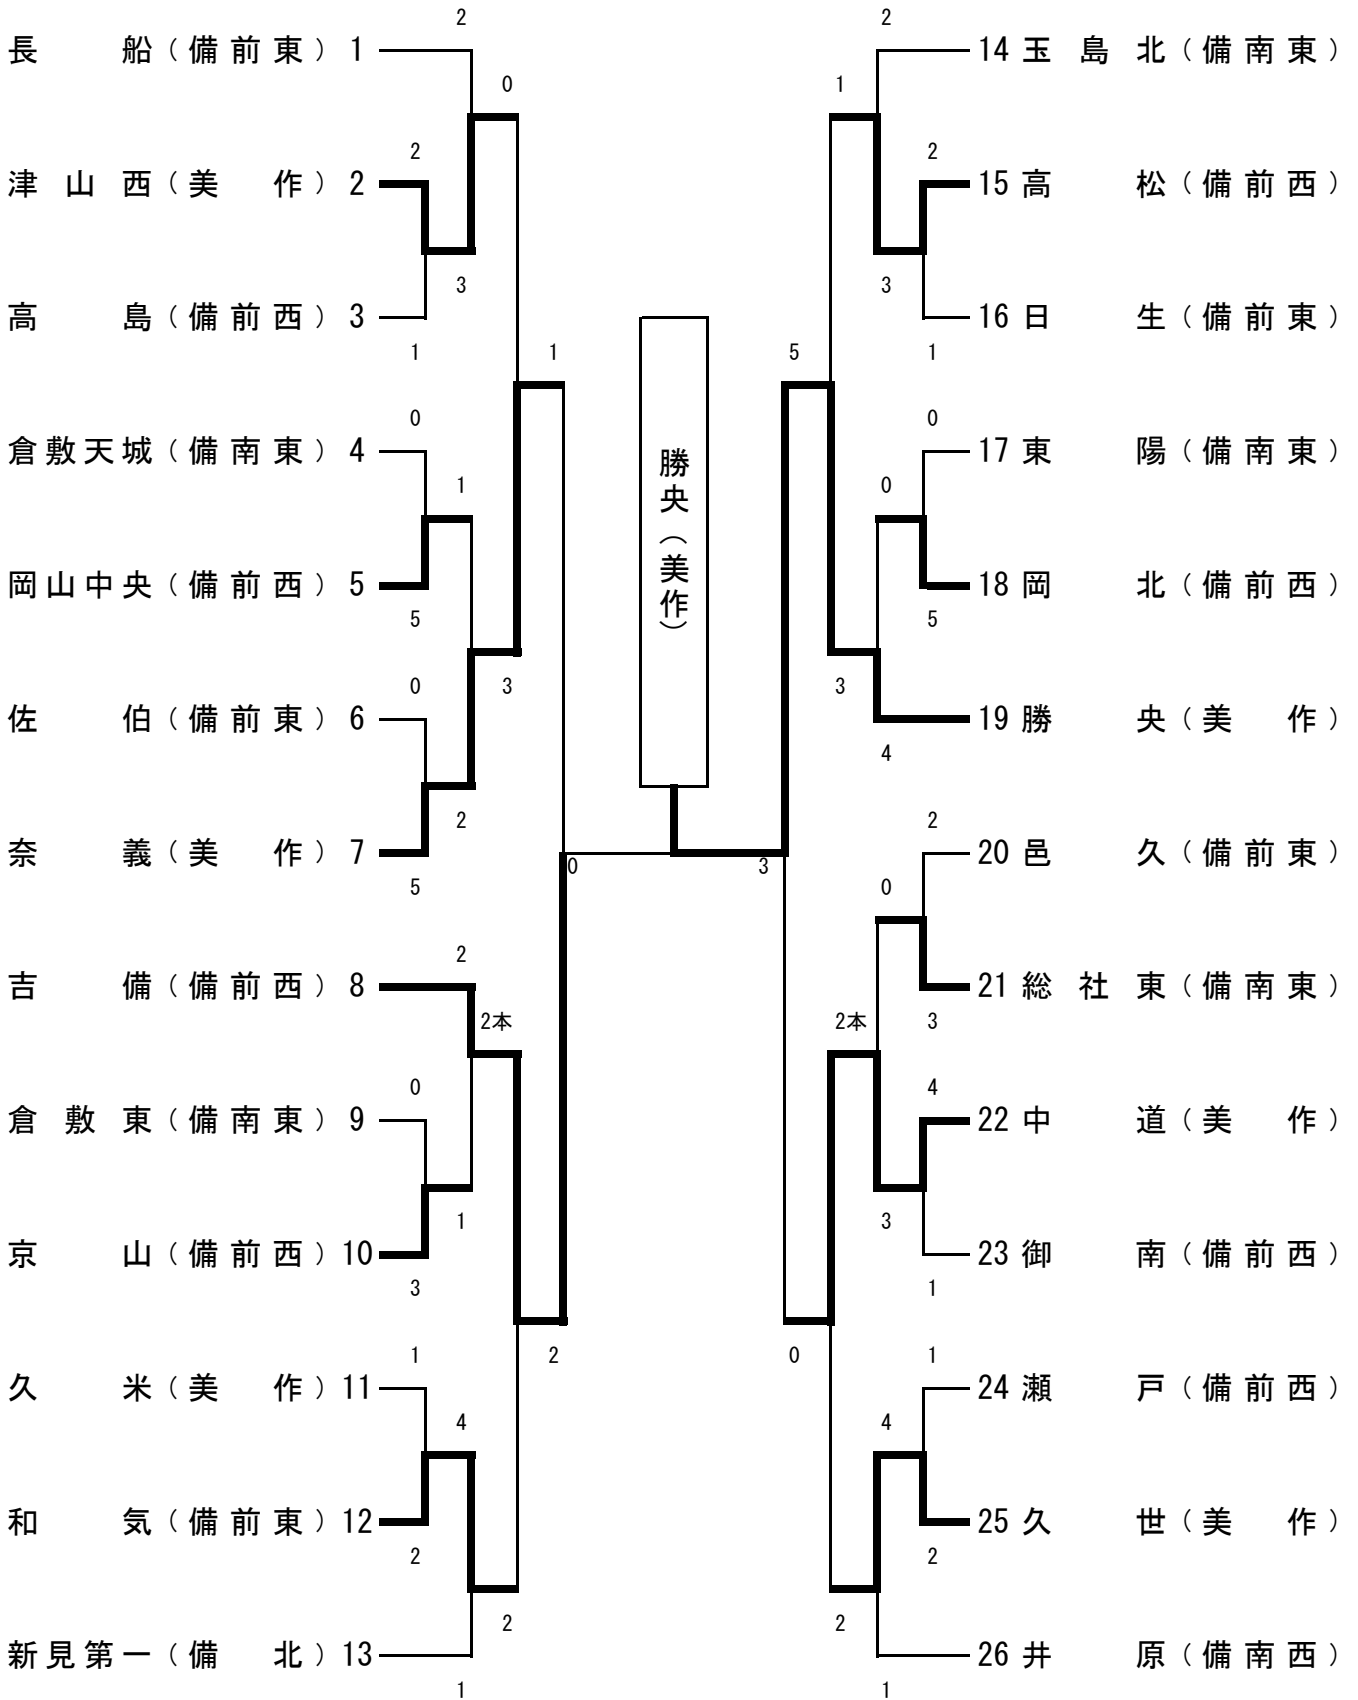 2
長船（備前東）1
0
2
津山西（美作）2
3
高島（備前西）3
1
1
0
倉敷天城（備南東）4
1
岡山中央（備前西）5
5
0
3
佐伯（備前東）6
2
奈義（美作）7
5
0
2
吉備（備前西）8
2本
0
倉敷東（備南東）9
1
京山（備前西）10
3
1
2
久米（美作）11
4
和気（備前東）12
2
2
新見第一（備北）13
1
勝央（美作）
2
14 玉島北（備南東）
1
2
15 高松（備前西）
3
16 日生（備前東）
5
1
0
17 東陽（備南東）
0
18 岡北（備前西）
5
3
19 勝央（美作）
4
2
20 邑久（備前東）
3
0
21 総社東（備南東）
2本
3
4
22 中道（美作）
3
23 御南（備前西）
1
0
1
24 瀬戸（備前西）
4
25 久世（美作）
2
2
26 井原（備南西）
1